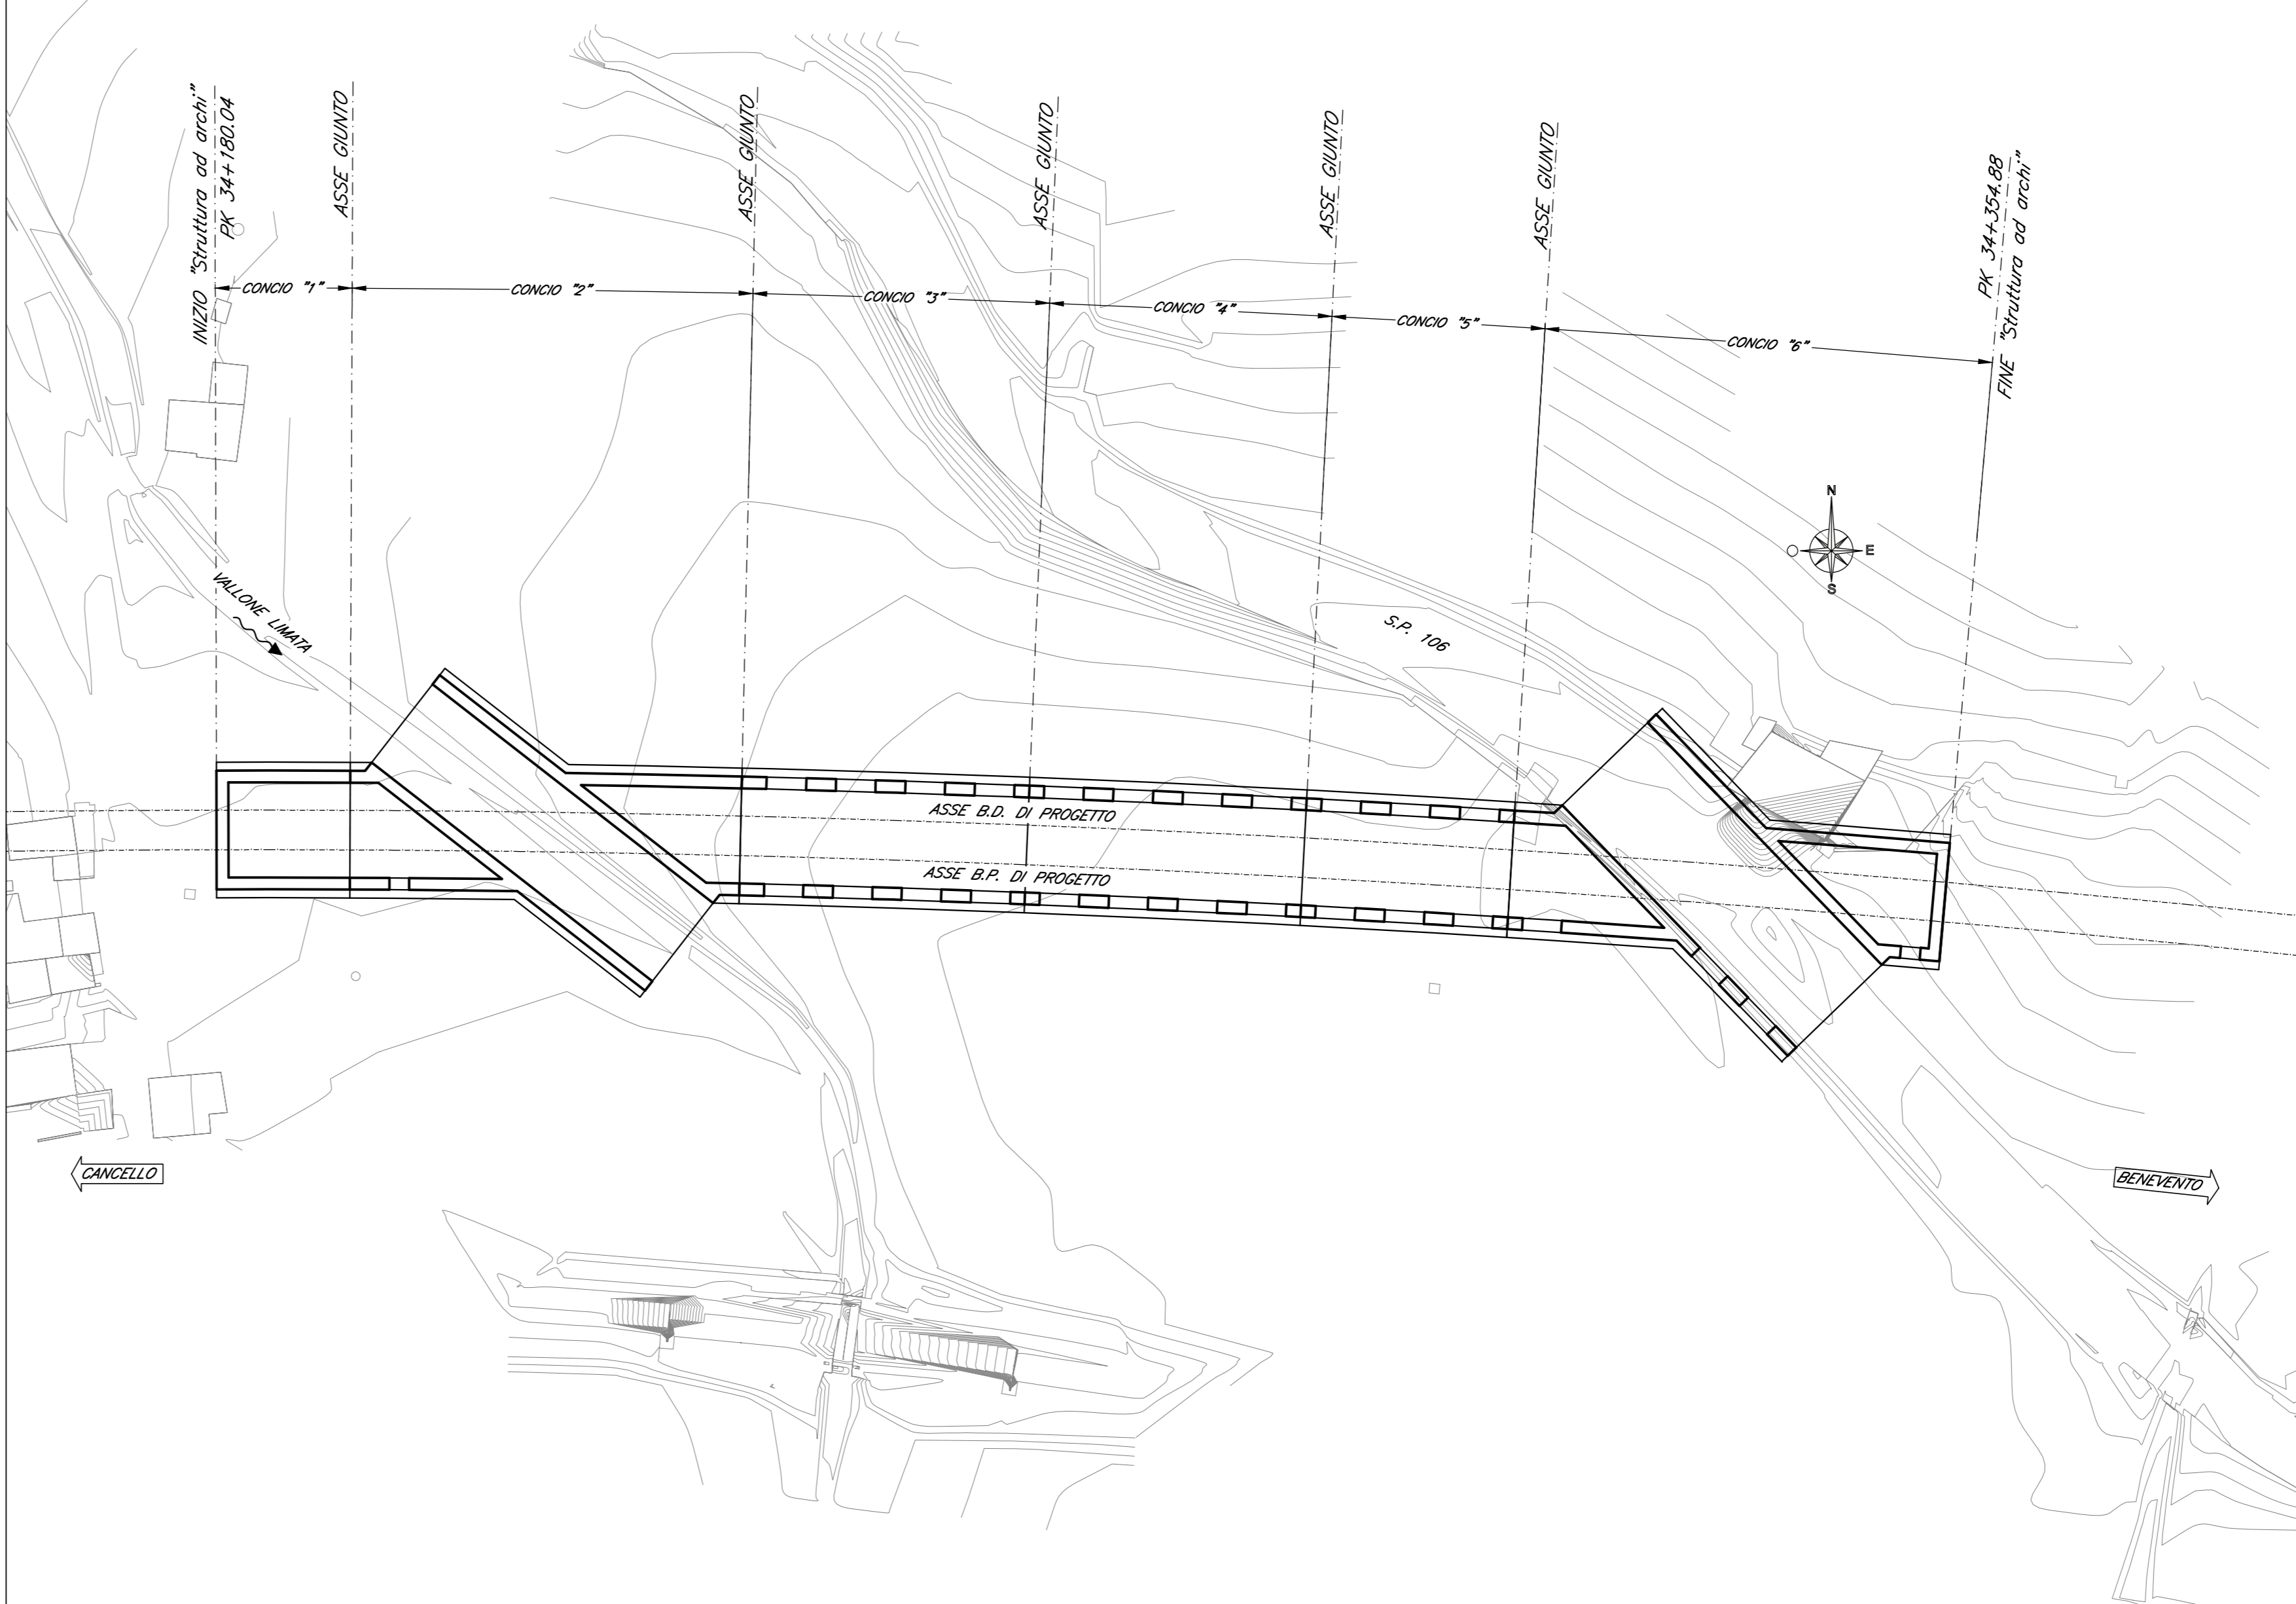 INIZIO "Struttura ad archi"
PK 34+180.04
ASSE GIUNTO
ASSE GIUNTO
ASSE GIUNTO
ASSE GIUNTO
ASSE GIUNTO
PK 34+354.88
FINE "Struttura ad archi"
CONCIO "1"
CONCIO "2"
CONCIO "3"
CONCIO "4"
CONCIO "5"
CONCIO "6"
N
O
E
S
VALLONE LIMATA
S.P. 106
ASSE B.D. DI PROGETTO
ASSE B.P. DI PROGETTO
CANCELLO
BENEVENTO